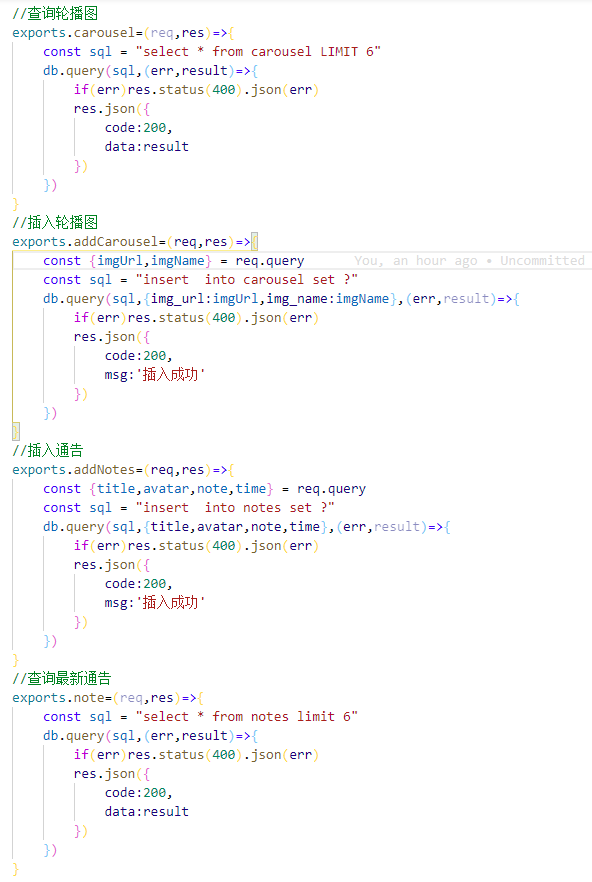 //查询轮播图
exports.carousel=(req,res)=>{
    const sql = "select * from carousel LIMIT 6"
    db.query(sql,(err,result)=>{
        if(err)res.status(400).json(err)
        res.json({
            code:200,
            data:result
        })
    })
}
//插入轮播图
exports.addCarousel=(req,res)=>{
    const {imgUrl,imgName} = req.query      You, an hour ago • Uncommitted
    const sql = "insert  into carousel set ?"
    db.query(sql,{img_url:imgUrl,img_name:imgName},(err,result)=>{
        if(err)res.status(400).json(err)
        res.json({
            code:200,
            msg:'插入成功'
        })
    })
}
//插入通告
exports.addNotes=(req,res)=>{
    const {title,avatar,note,time} = req.query
    const sql = "insert  into notes set ?"
    db.query(sql,{title,avatar,note,time},(err,result)=>{
        if(err)res.status(400).json(err)
        res.json({
            code:200,
            msg:'插入成功'
        })
    })
}
//查询最新通告
exports.note=(req,res)=>{
    const sql = "select * from notes limit 6"
    db.query(sql,(err,result)=>{
        if(err)res.status(400).json(err)
        res.json({
            code:200,
            data:result
        })
    })
}